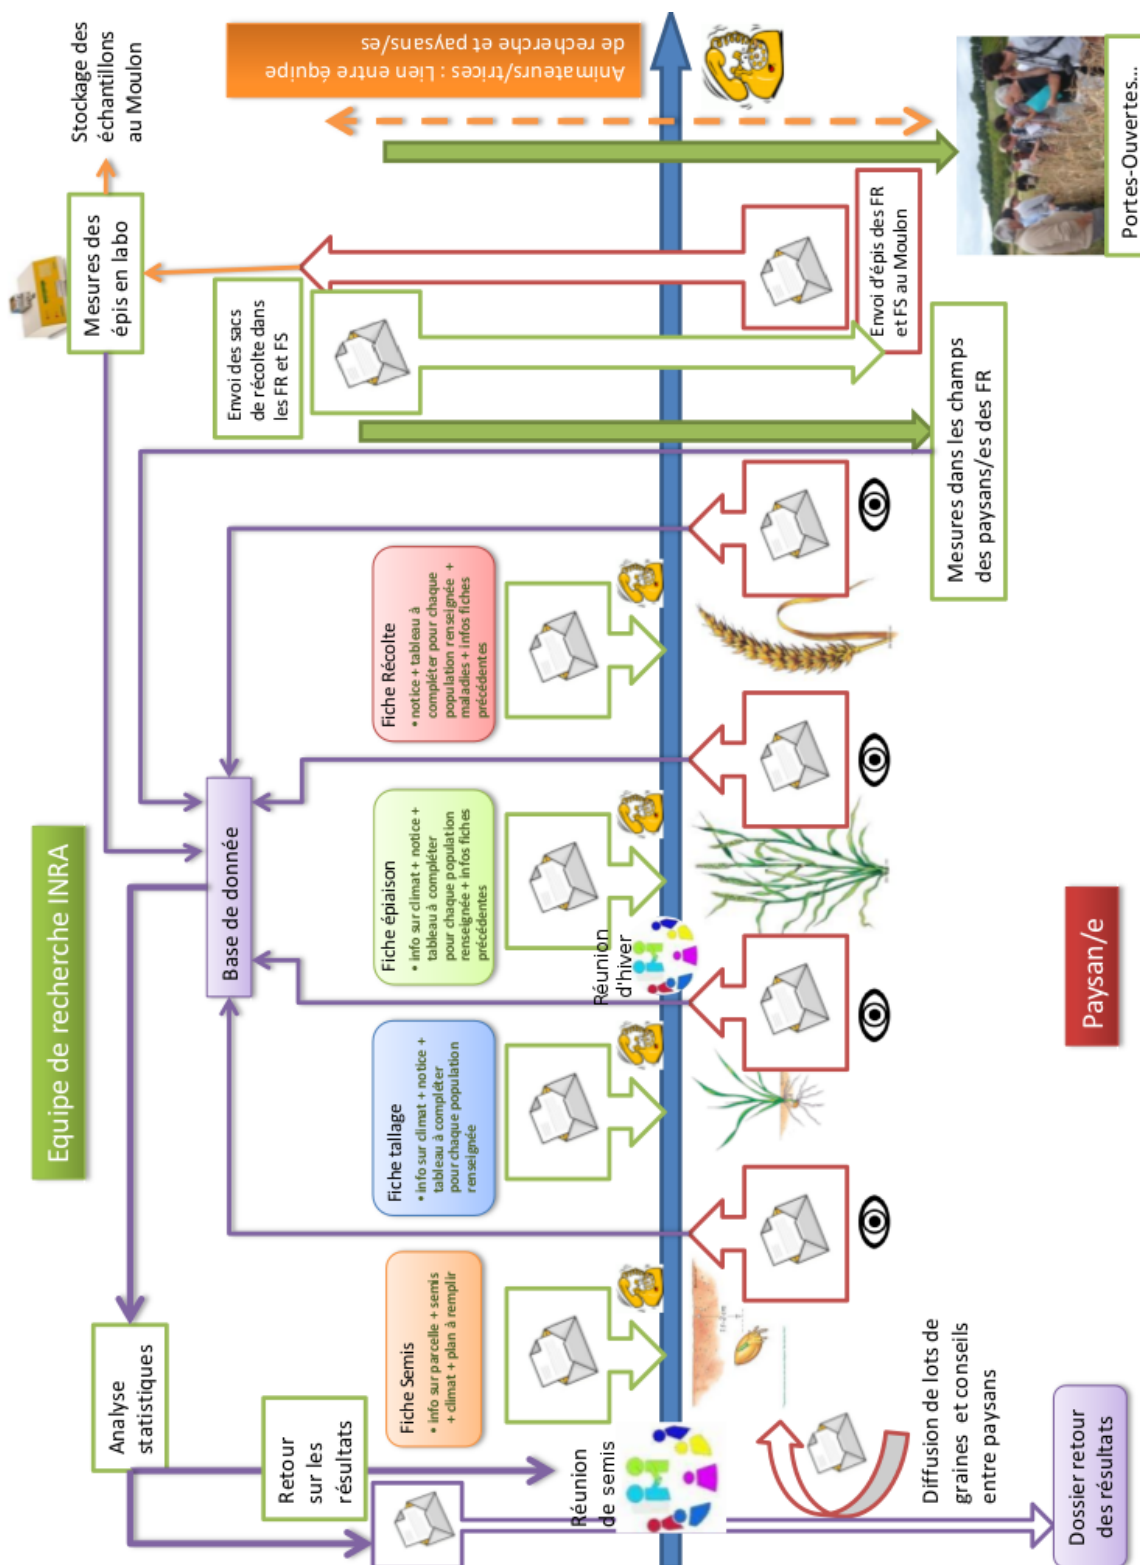 Equipe de recherche INRA
Analyse
statistiques
Retour
sur les
résultats
Base de donnée
Mesures des
épis en labo
Stockage des
échantillons
au Moulon
Fiche Semis
• info sur parcelle + semis
+ climat + plan à remplir
Fiche tallage
• info sur climat + notice +
tableau à compléter
pour chaque population
renseignée
Fiche épiaison
• info sur climat + notice +
tableau à compléter
pour chaque population
renseignée + infos fiches
précédentes
Fiche Récolte
• notice + tableau à
compléter pour chaque
population renseignée +
maladies + infos fiches
précédentes
Envoi des sacs
de récolte dans
les FR et FS
Animateurs/trices/trices : Lien entre équipe
de recherche et paysans/es
Réunion
de semis
Réunion
d'hiver
Diffusion de lots de
graines et conseils
entre paysans
Dossier retour
des résultats
Paysan/e
Mesures dans les champs
des paysans/es des FR
Envoi d'épis des FR
et FS au Moulon
Portes-Ouvertes...